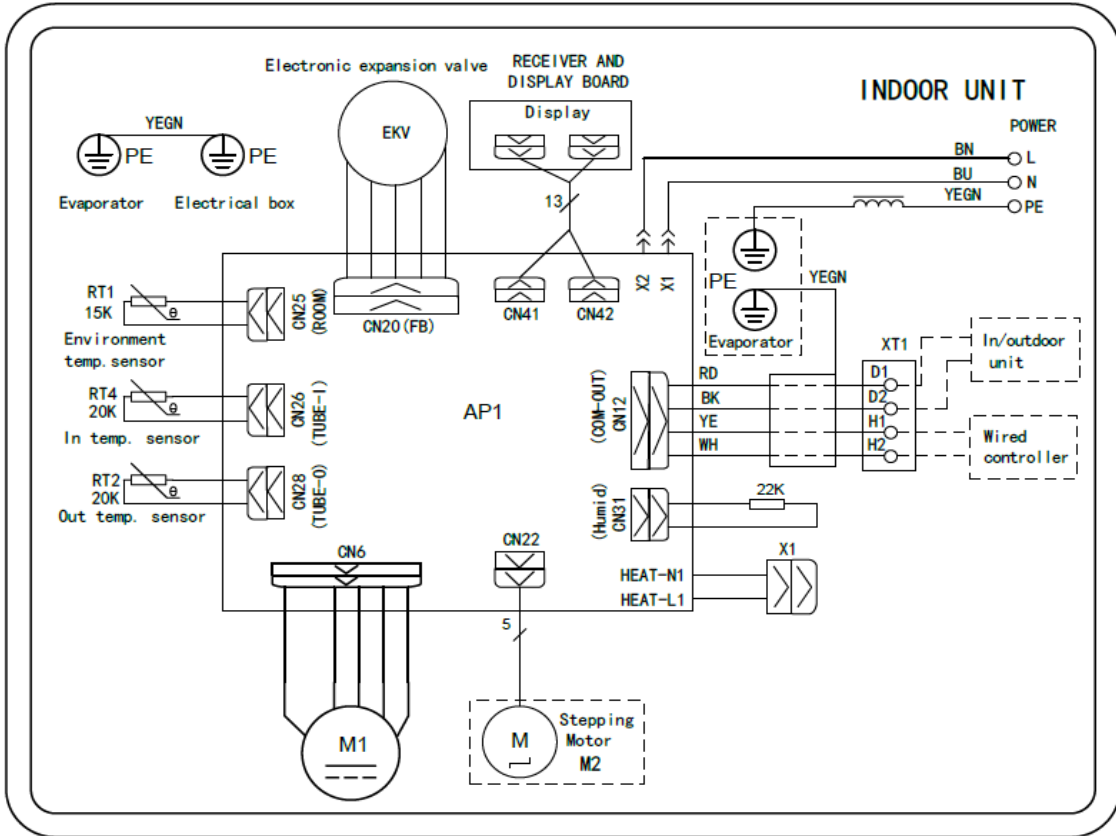 INDOOR UNIT
Electronic expansion valve
EKV
RECEIVER AND
DISPLAY BOARD
Display
POWER
BN
L
BU
N
YEGN
PE
YEGN
PE
PE
Evaporator
Electrical box
13
X2
X1
PE
YEGN
Evaporator
RT1
15K
θ
Environment
temp. sensor
CN25
(ROOM)
CN20(FB)
CN41
CN42
RT4
20K
θ
In temp. sensor
CN26
(TUBE-I)
AP1
(COM-OUT)
CN12
RD
BK
YE
WH
XT1
D1
D2
H1
H2
In/outdoor
unit
Wired
controller
RT2
20K
θ
Out temp. sensor
CN28
(TUBE-O)
(Humid)
CN31
22K
CN6
CN22
HEAT-N1
HEAT-L1
X1
5
M1
M
Stepping
Motor
M2